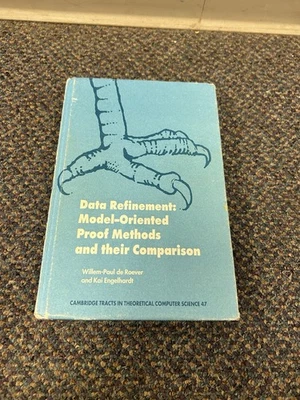 Data Refinement:
Model-Oriented
Proof Methods
and their Comparison
Willem-Paul de Roever
and Kai Engelhardt
CAMBRIDGE TRACTS IN THEORETICAL COMPUTER SCIENCE 47